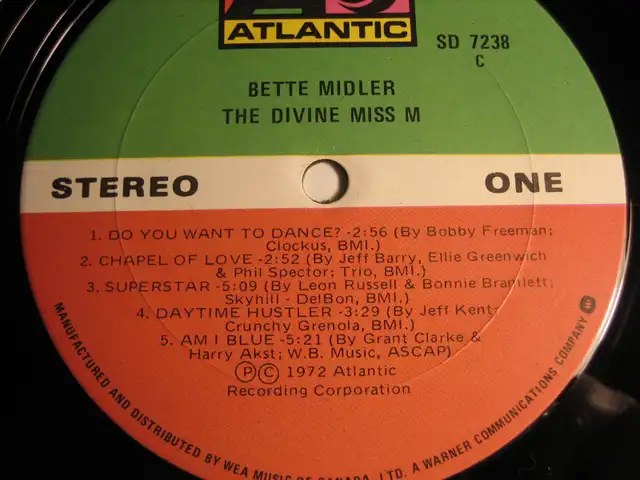 ATLANTIC
SD 7238
C
BETTE MIDLER
THE DIVINE MISS M
STEREO
ONE
1. DO YOU WANT TO DANCE? -2:56 (By Bobby Freeman;
Clockus, BMI.)
2. CHAPEL OF LOVE -2:52 (By Jeff Barry, Ellie Greenwich
& Phil Spector; Trio, BMI.)
3. SUPERSTAR -5:09 (By Leon Russell & Bonnie Bramlett;
Skyhill - DelBon, BMI.)
4. DAYTIME HUSTLER -3:29 (By Jeff Kent;
Crunchy Grenola, BMI.)
5. AM I BLUE -5:21 (By Grant Clarke &
Harry Akst; W.B. Music, ASCAP)
Ⓟ Ⓒ 1972 Atlantic
Recording Corporation
MANUFACTURED AND DISTRIBUTED BY WEA MUSIC OF CANADA, LTD. A WARNER COMMUNICATIONS COMPANY